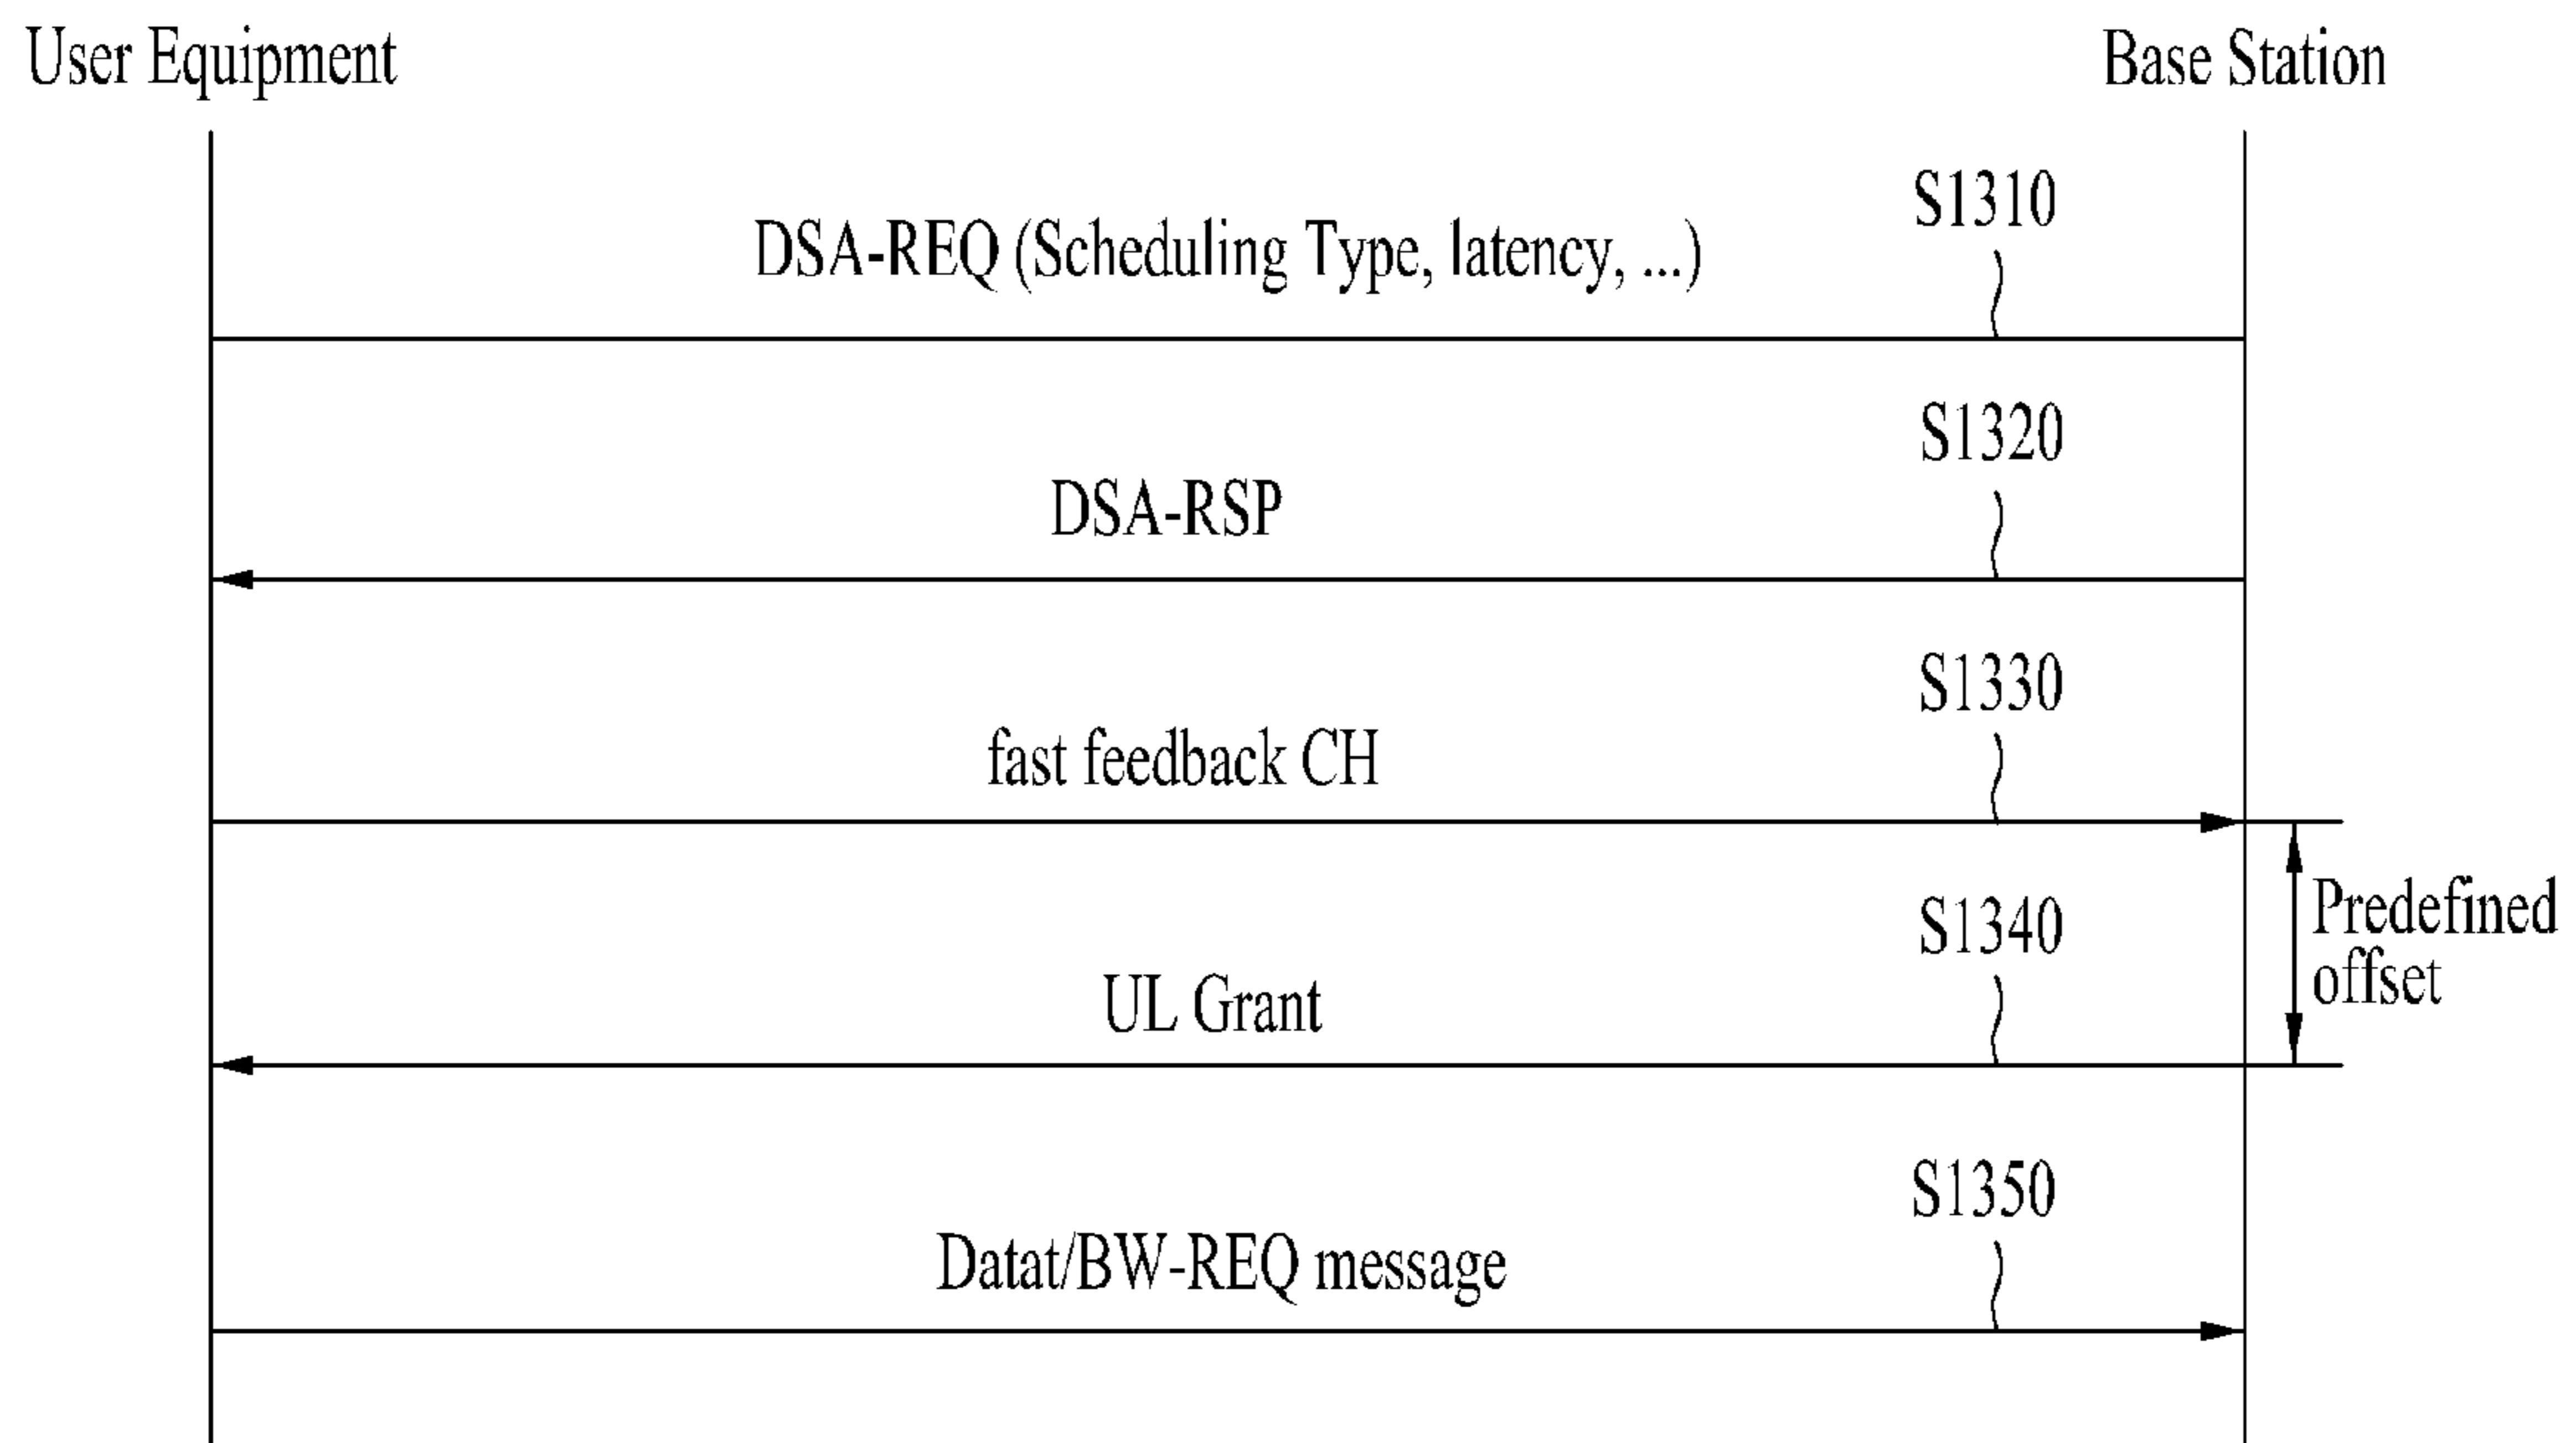 User Equipment
Base Station
S1310
DSA-REQ (Scheduling Type, latency, ...)
S1320
DSA-RSP
S1330
fast feedback CH
Predefined
offset
S1340
UL Grant
S1350
Datat/BW-REQ message